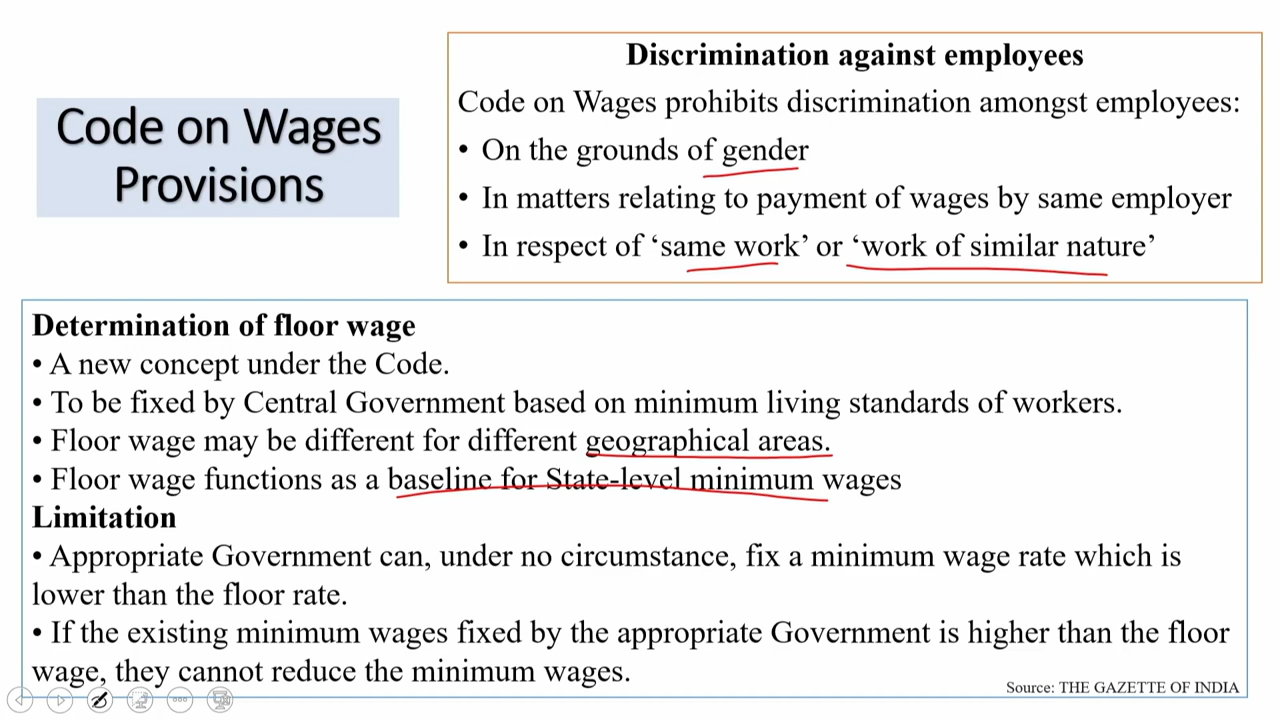 Code on Wages
Provisions
Discrimination against employees
Code on Wages prohibits discrimination amongst employees:
• On the grounds of gender
• In matters relating to payment of wages by same employer
• In respect of ‘same work’ or ‘work of similar nature’
Determination of floor wage
• A new concept under the Code.
• To be fixed by Central Government based on minimum living standards of workers.
• Floor wage may be different for different geographical areas.
• Floor wage functions as a baseline for State-level minimum wages
Limitation
• Appropriate Government can, under no circumstance, fix a minimum wage rate which is
lower than the floor rate.
• If the existing minimum wages fixed by the appropriate Government is higher than the floor
wage, they cannot reduce the minimum wages.
Source: THE GAZETTE OF INDIA